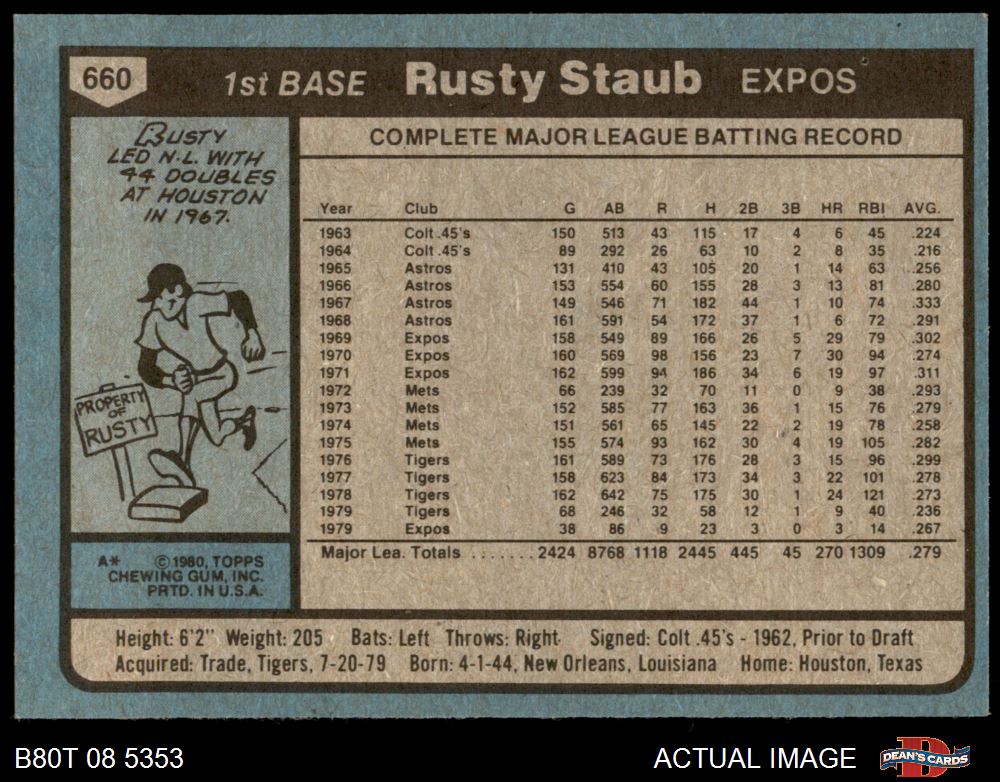 660 1st BASE Rusty Staub EXPOS
RUSTY
LED N.L. WITH
44 DOUBLES
AT HOUSTON
IN 1967.
PROPERTY
OF
RUSTY
A* © 1980, TOPPS
CHEWING GUM, INC.
PRTD. IN U.S.A.
COMPLETE MAJOR LEAGUE BATTING RECORD
Year Club G AB R H 2B 3B HR RBI AVG.
1963 Colt .45's 150 513 43 115 17 4 6 45 .224
1964 Colt .45's 89 292 26 63 10 2 8 35 .216
1965 Astros 131 410 43 105 20 1 14 63 .256
1966 Astros 153 554 60 155 28 3 13 81 .280
1967 Astros 149 546 71 182 44 1 10 74 .333
1968 Astros 161 591 54 172 37 1 6 72 .291
1969 Expos 158 549 89 166 26 5 29 79 .302
1970 Expos 160 569 98 156 23 7 30 94 .274
1971 Expos 162 599 94 186 34 6 19 97 .311
1972 Mets 66 239 32 70 11 0 9 38 .293
1973 Mets 152 585 77 163 36 1 15 76 .279
1974 Mets 151 561 65 145 22 2 19 78 .258
1975 Mets 155 574 93 162 30 4 19 105 .282
1976 Tigers 161 589 73 176 28 3 15 96 .299
1977 Tigers 158 623 84 173 34 3 22 101 .278
1978 Tigers 162 642 75 175 30 1 24 121 .273
1979 Tigers 68 246 32 58 12 1 9 40 .236
1979 Expos 38 86 9 23 3 0 3 14 .267
Major Lea. Totals ....... 2424 8768 1118 2445 445 45 270 1309 .279
Height: 6'2" Weight: 205 Bats: Left Throws: Right Signed: Colt .45's - 1962, Prior to Draft
Acquired: Trade, Tigers, 7-20-79 Born: 4-1-44, New Orleans, Louisiana Home: Houston, Texas
B80T 08 5353 ACTUAL IMAGE DEAN'S CARDS